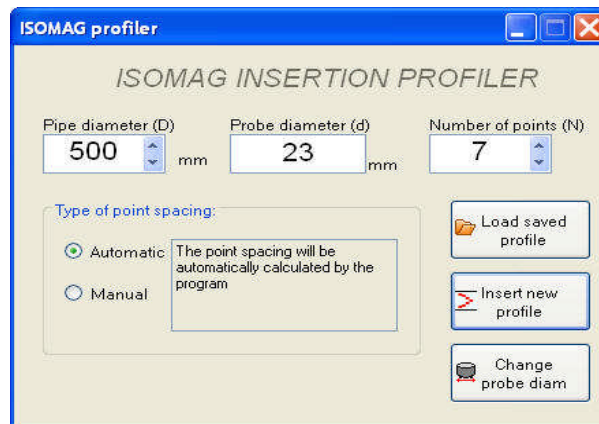 ISOMAG profiler
ISOMAG INSERTION PROFILER
Pipe diameter (D)
500
mm
Probe diameter (d)
23
mm
Number of points (N)
7
Type of point spacing:
Automatic
Manual
The point spacing will be
automatically calculated by the
program
Load saved
profile
Insert new
profile
Change
probe diam